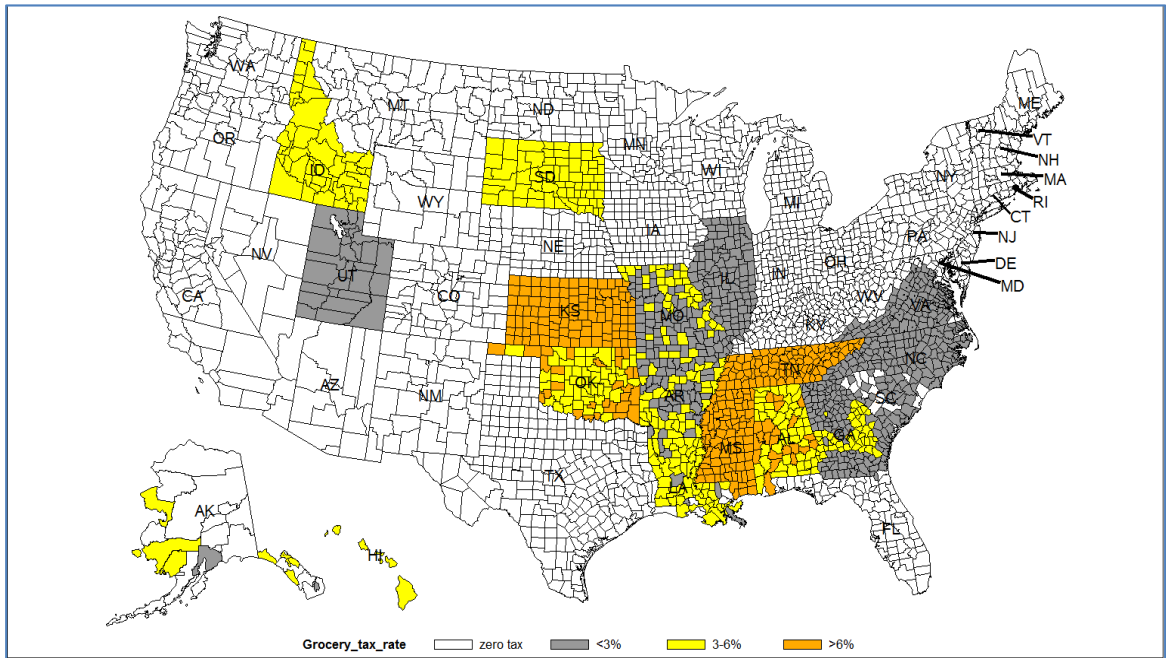 WA
MT
ND
ME
OR
MN
VT
WI
NH
ID
SD
NY
MA
MI
WY
RI
IA
CT
NE
PA
NJ
NV
OH
UT
IL
IN
DE
CO
MD
CA
WV
VA
KS
MO
KY
NC
TN
AZ
OK
NM
AR
SC
GA
AL
MS
TX
LA
AK
FL
HI
Grocery_tax_rate zero tax <3% 3-6% >6%